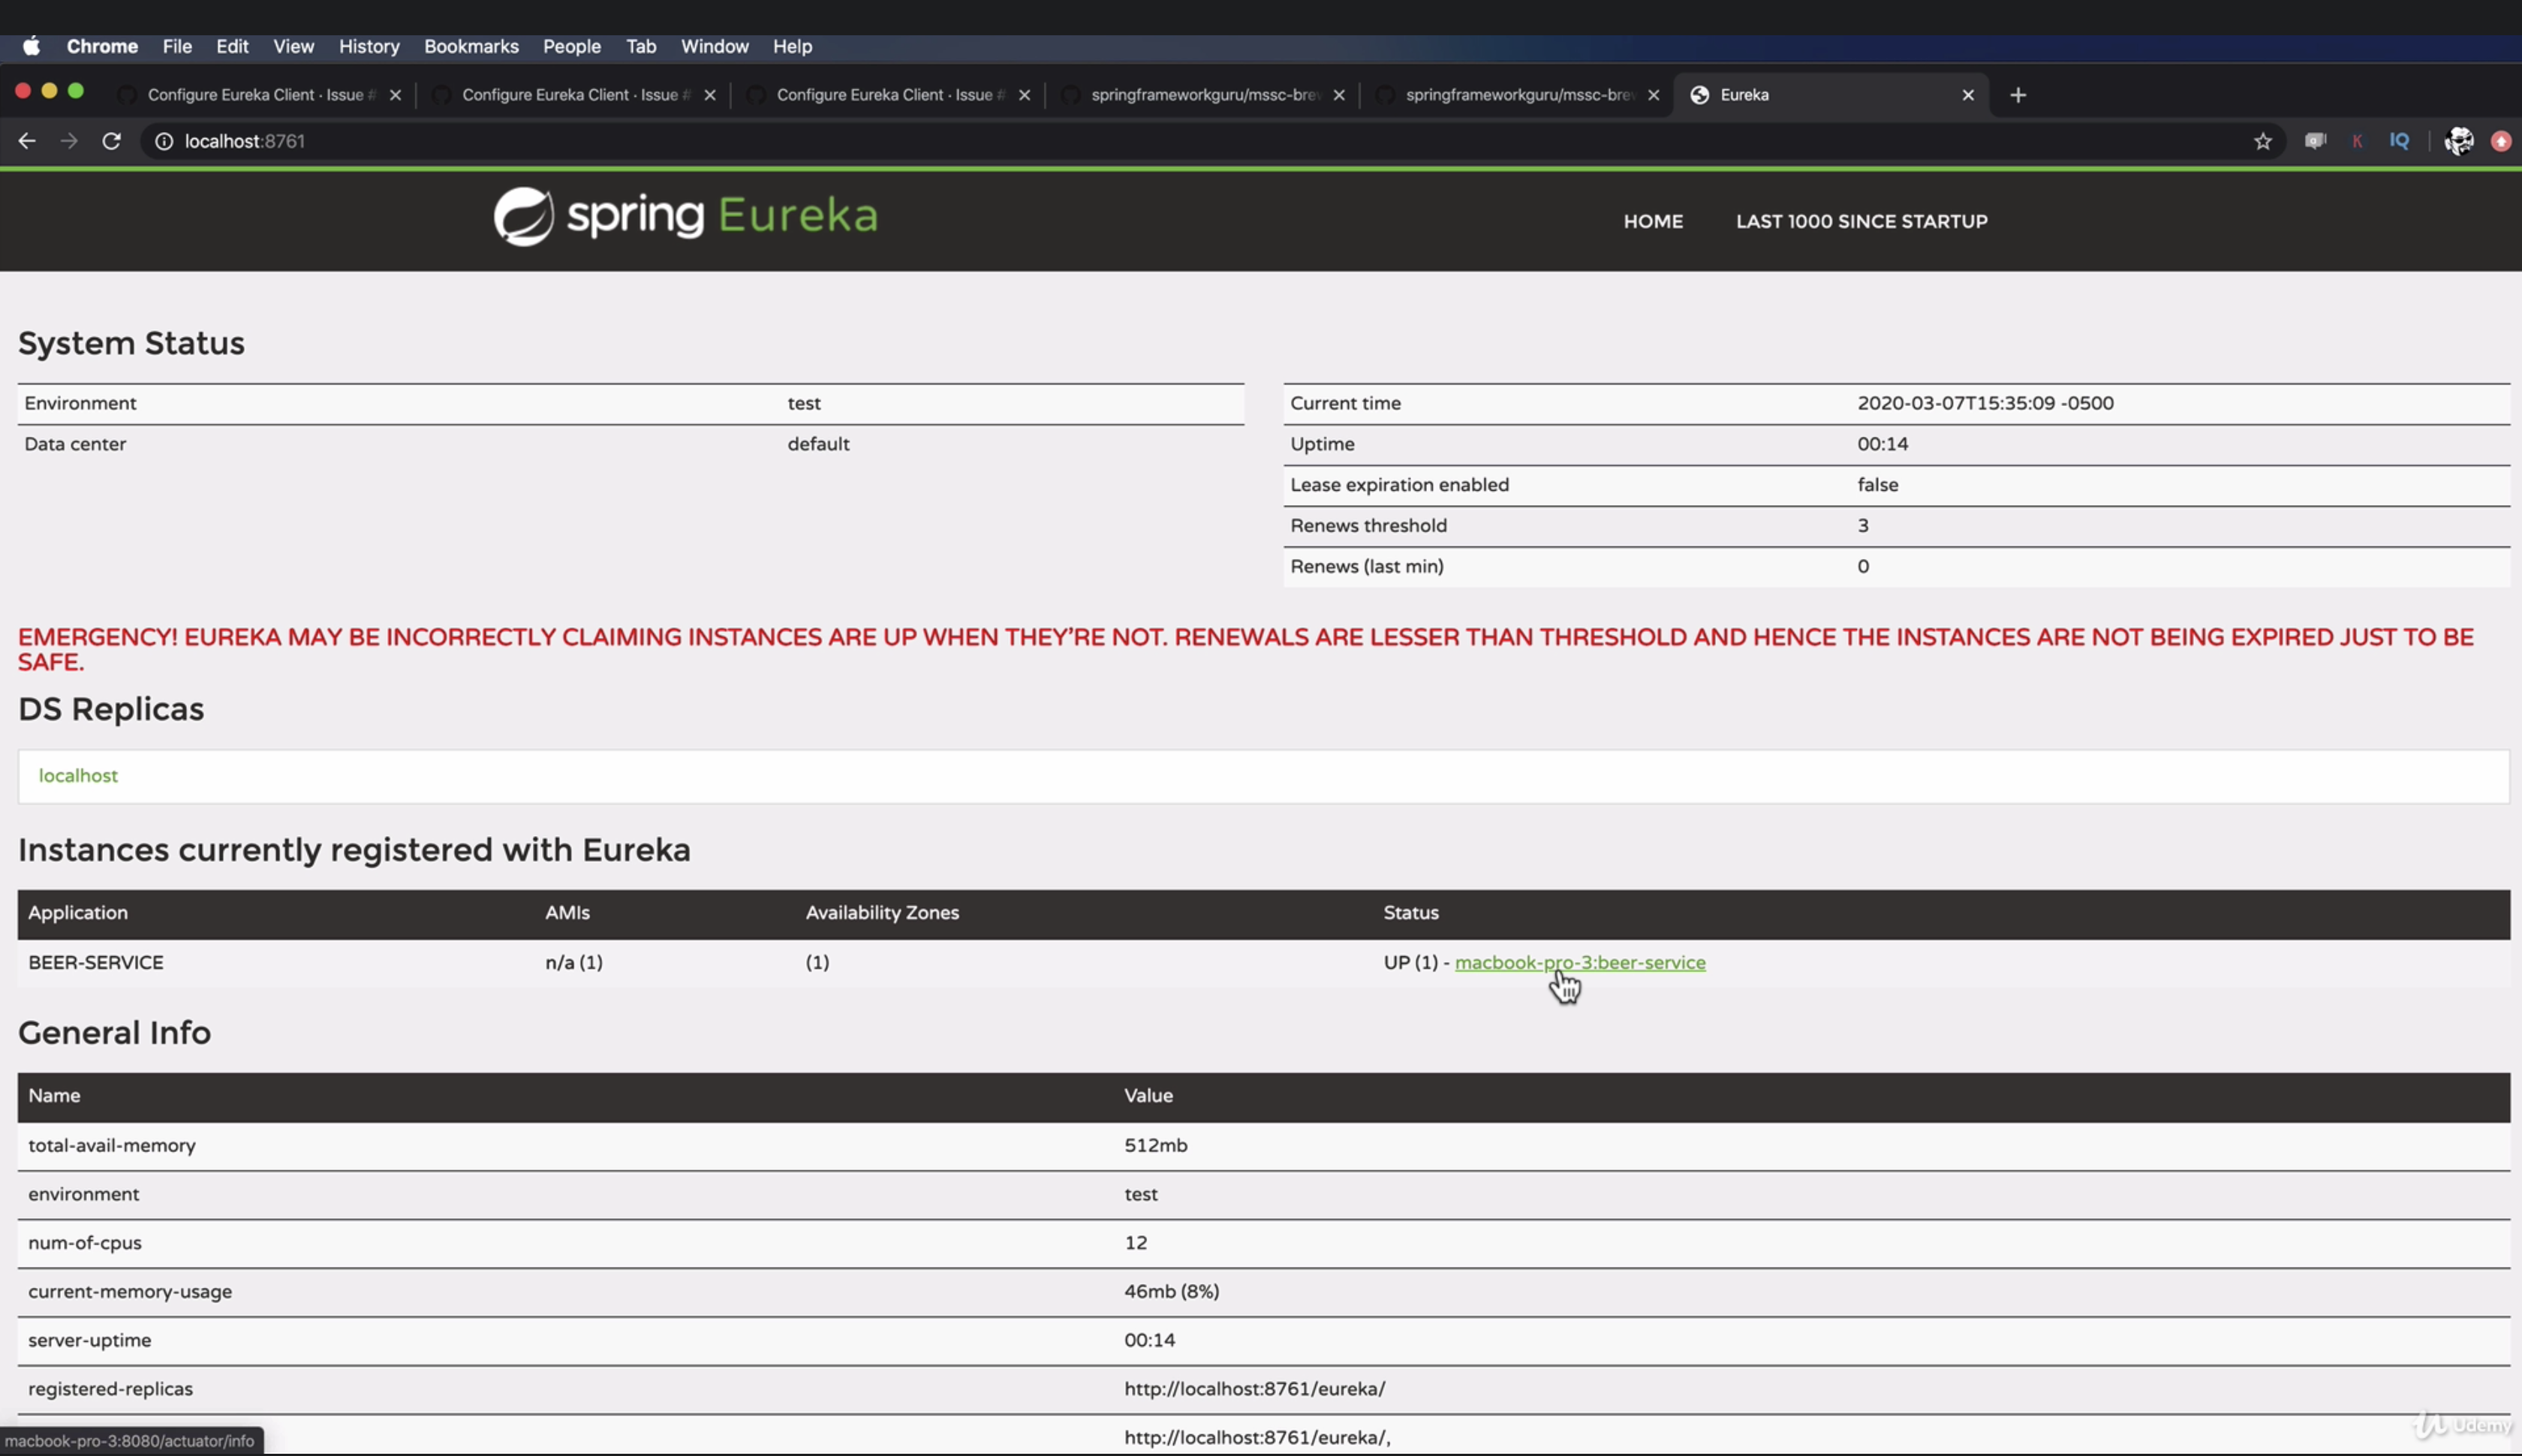 Chrome File Edit View History Bookmarks People Tab Window Help
Configure Eureka Client · Issue # Configure Eureka Client · Issue # Configure Eureka Client · Issue # springframeworkguru/mssc-brew springframeworkguru/mssc-brew Eureka
localhost:8761 K IQ
spring Eureka HOME LAST 1000 SINCE STARTUP
System Status
Environment test
Data center default
Current time 2020-03-07T15:35:09 -0500
Uptime 00:14
Lease expiration enabled false
Renews threshold 3
Renews (last min) 0
EMERGENCY! EUREKA MAY BE INCORRECTLY CLAIMING INSTANCES ARE UP WHEN THEY'RE NOT. RENEWALS ARE LESSER THAN THRESHOLD AND HENCE THE INSTANCES ARE NOT BEING EXPIRED JUST TO BE
SAFE.
DS Replicas
localhost
Instances currently registered with Eureka
Application AMIs Availability Zones Status
BEER-SERVICE n/a (1) (1) UP (1) - macbook-pro-3:beer-service
General Info
Name Value
total-avail-memory 512mb
environment test
num-of-cpus 12
current-memory-usage 46mb (8%)
server-uptime 00:14
registered-replicas http://localhost:8761/eureka/
http://localhost:8761/eureka/,
macbook-pro-3:8080/actuator/info
Udemy